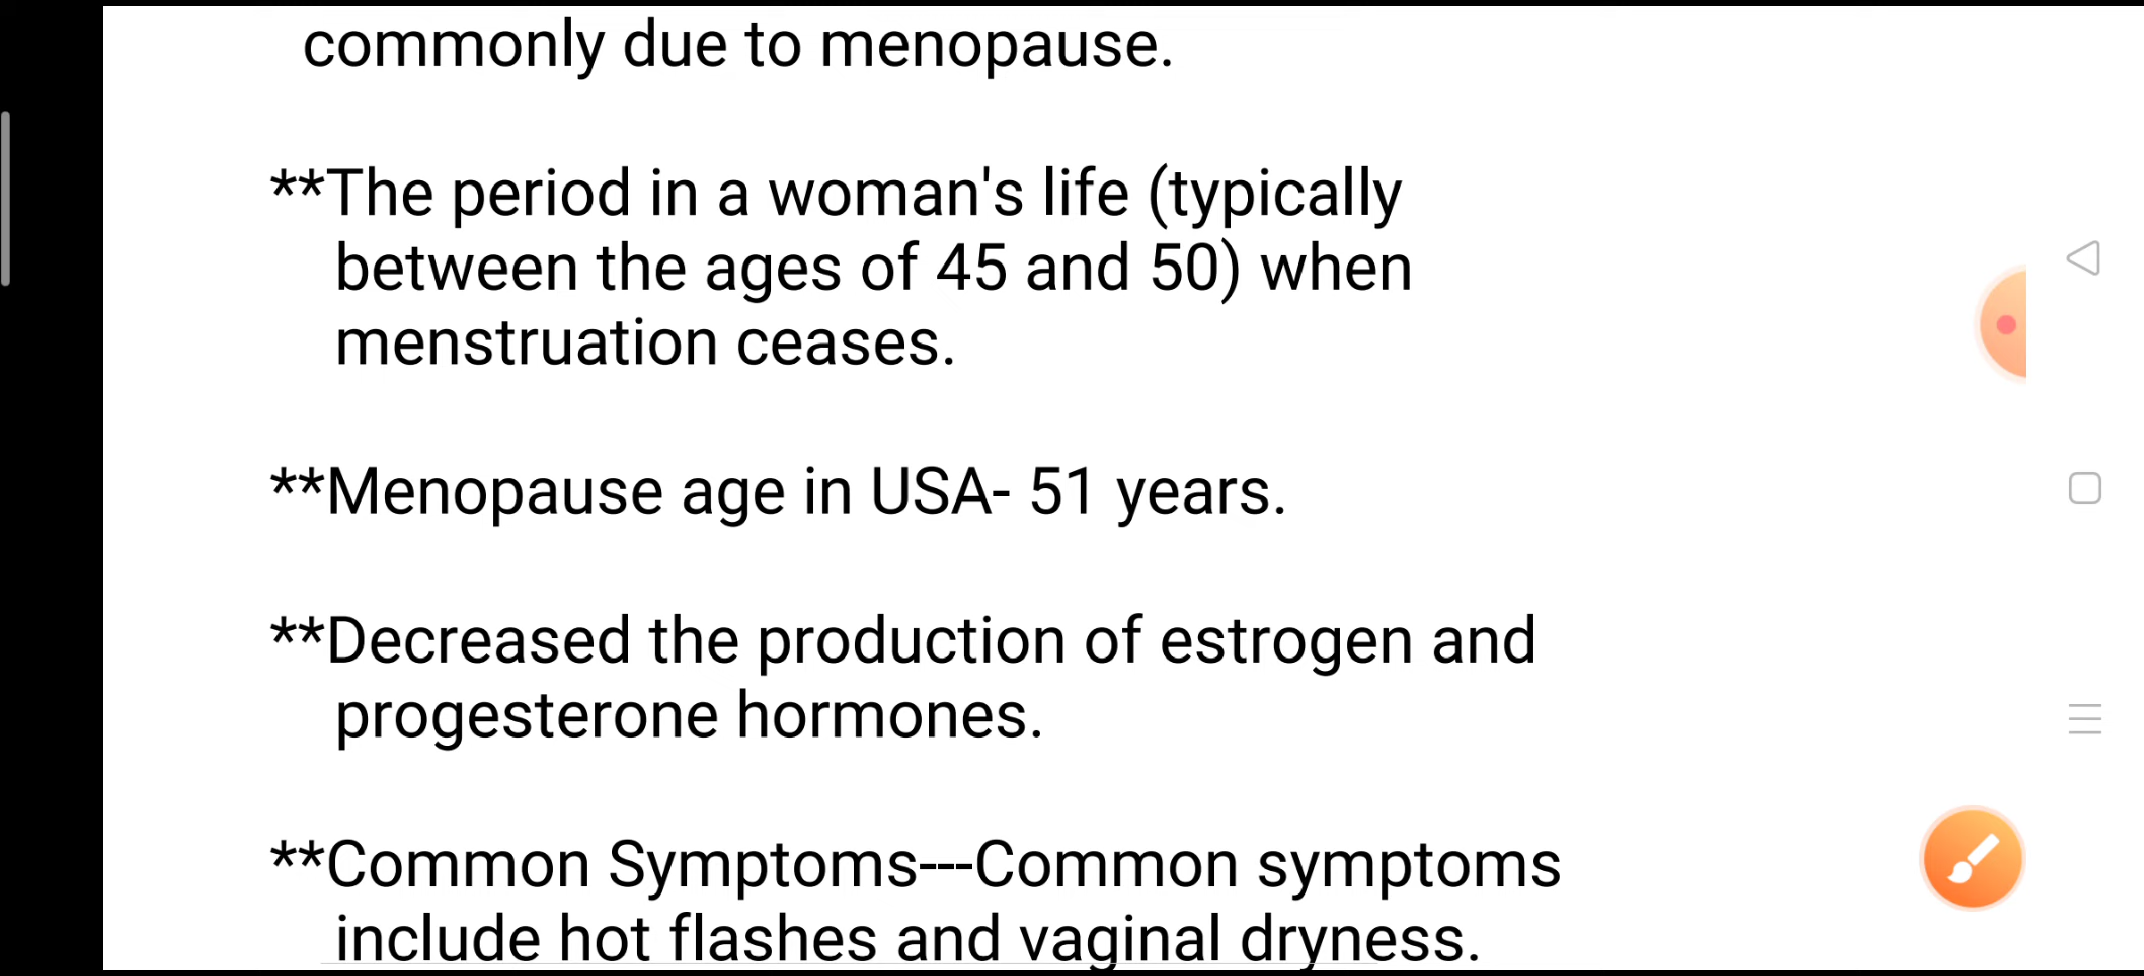 commonly due to menopause.
**The period in a woman's life (typically
between the ages of 45 and 50) when
menstruation ceases.
**Menopause age in USA- 51 years.
**Decreased the production of estrogen and
progesterone hormones.
**Common Symptoms---Common symptoms
include hot flashes and vaginal dryness.